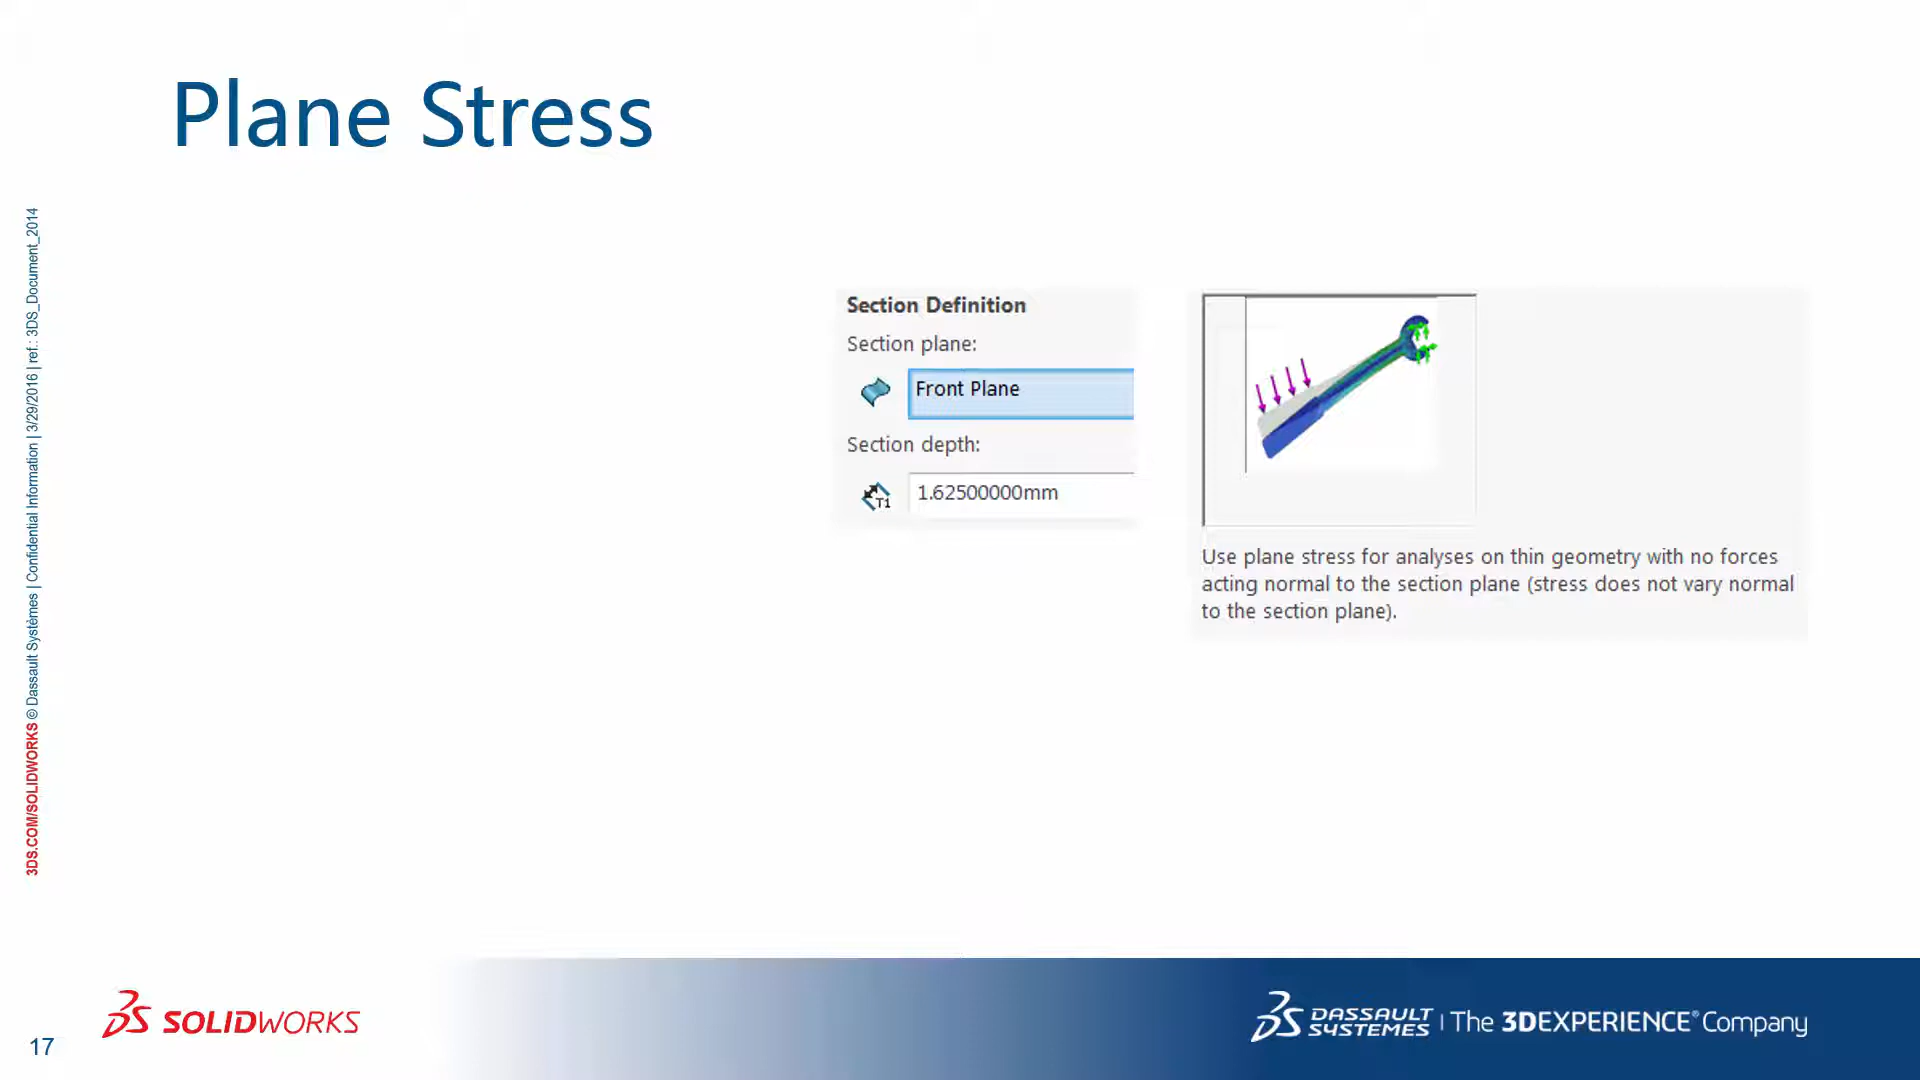 Plane Stress
3DS.COM/SOLIDWORKS © Dassault Systèmes | Confidential Information | 3/29/2016 | ref.: 3DS_Document_2014
Section Definition
Section plane:
Front Plane
Section depth:
T1
1.62500000mm
Use plane stress for analyses on thin geometry with no forces
acting normal to the section plane (stress does not vary normal
to the section plane).
17
SOLIDWORKS
DASSAULT
SYSTEMES
| The 3DEXPERIENCE® Company